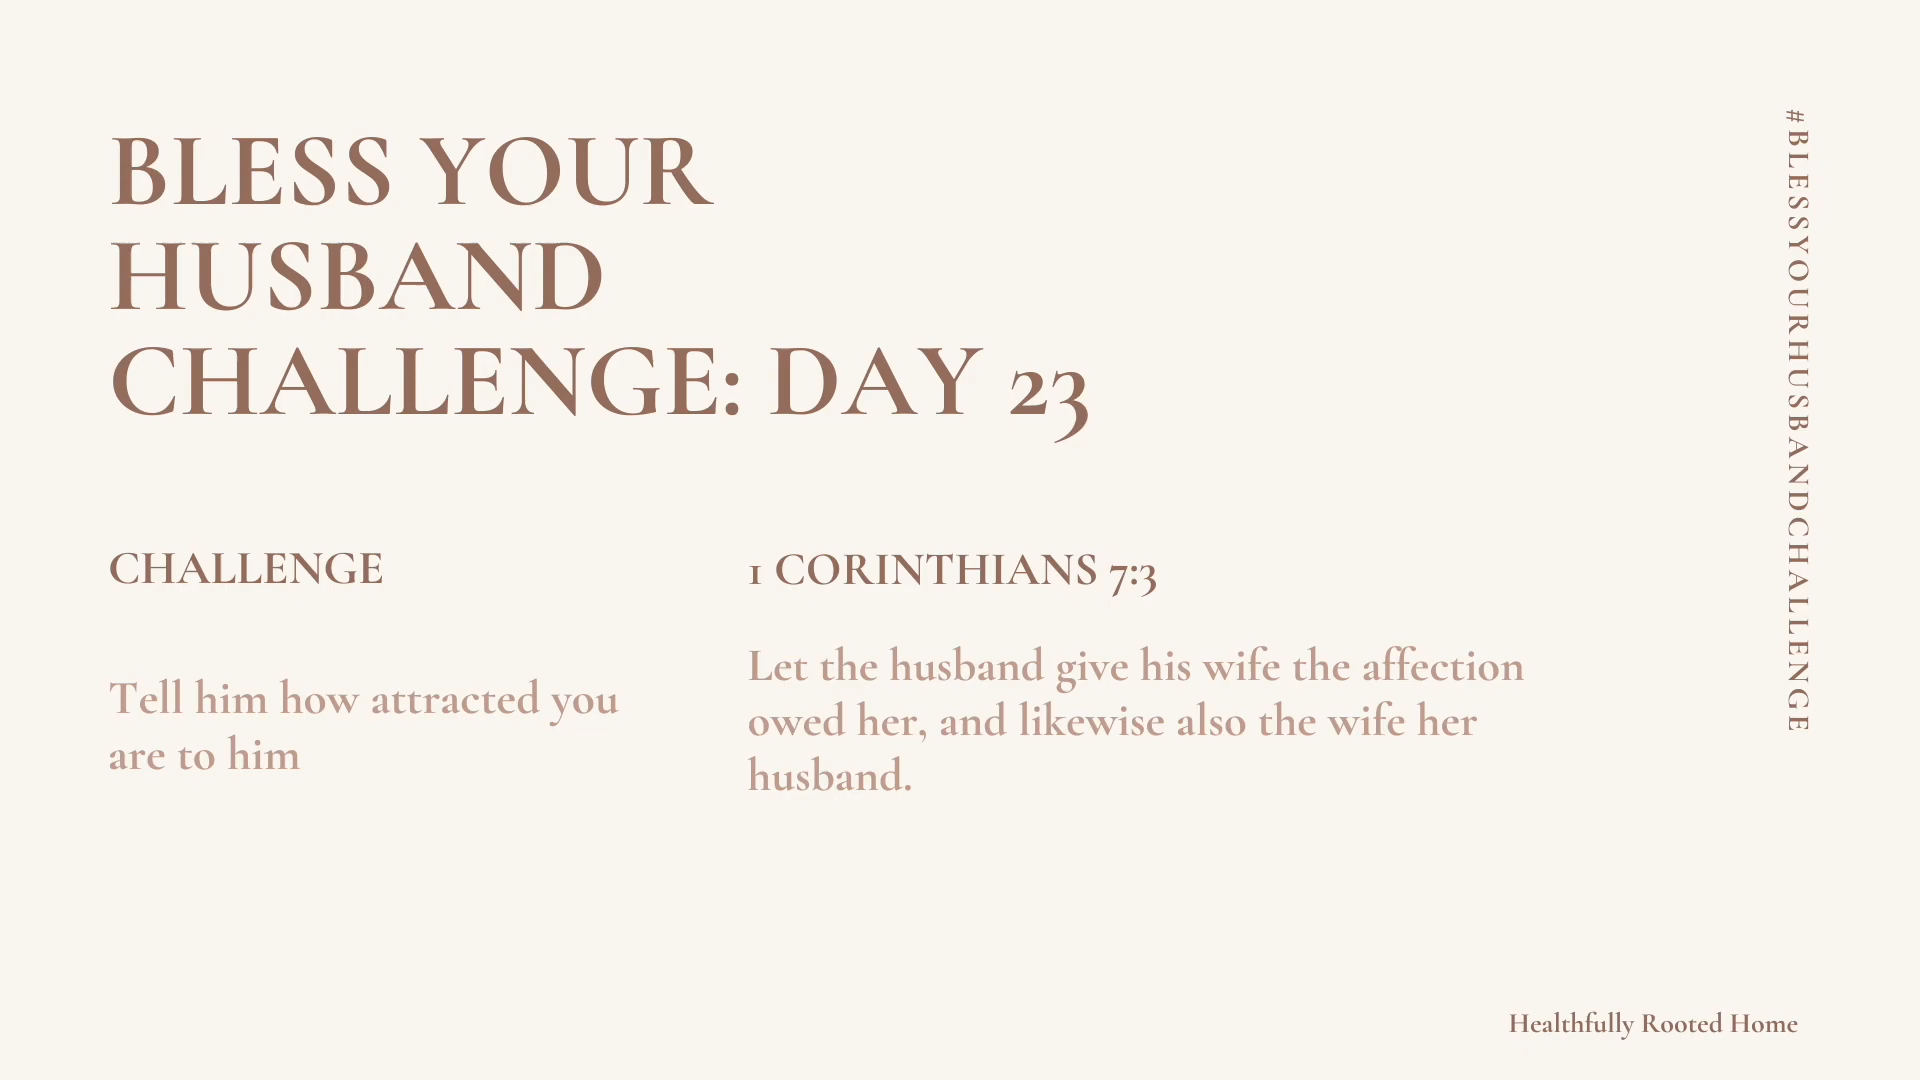 BLESS YOUR
HUSBAND
CHALLENGE: DAY 23
CHALLENGE
Tell him how attracted you
are to him
1 CORINTHIANS 7:3
Let the husband give his wife the affection
owed her, and likewise also the wife her
husband.
#BLESSYOURHUSBANDCHALLENGE
Healthfully Rooted Home